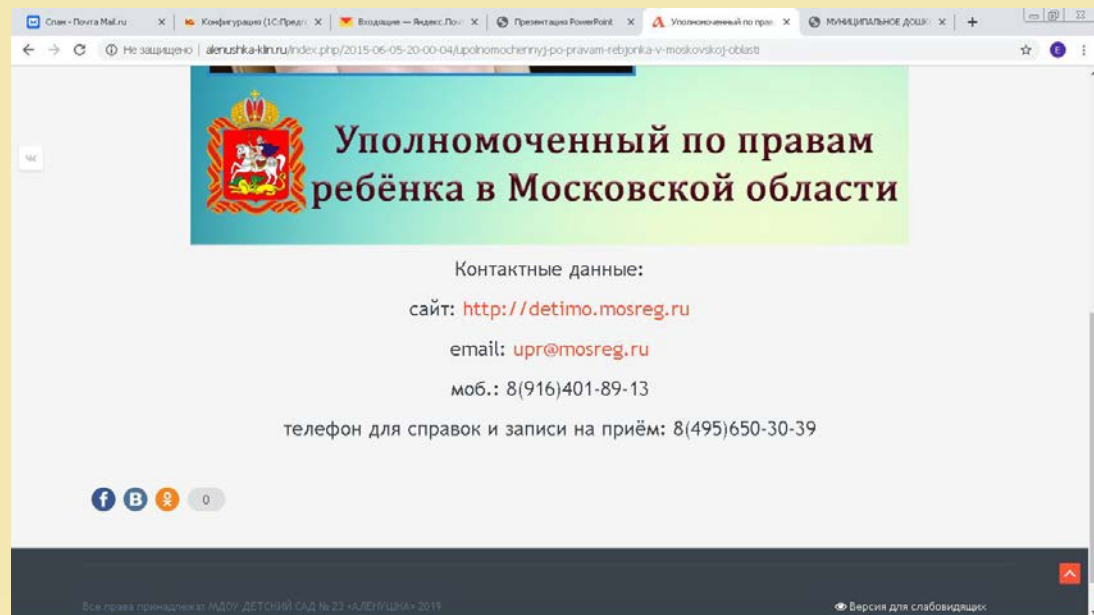 Спам - Почта Mail.ru
Конфигурация (1С:Предпр
Входящие — Яндекс.Поч
Презентация PowerPoint
Уполномоченный по прав
МУНИЦИПАЛЬНОЕ ДОШК
Не защищено | alenushka-klin.ru/index.php/2015-06-05-20-00-04/upolnomochennyj-po-pravam-rebjonka-v-moskovskoj-oblasti
Уполномоченный по правам
ребёнка в Московской области
Контактные данные:
сайт: http://detimo.mosreg.ru
email: upr@mosreg.ru
моб.: 8(916)401-89-13
телефон для справок и записи на приём: 8(495)650-30-39
0
Все права принадлежат МДОУ ДЕТСКИЙ САД № 23 «АЛЕНУШКА» 2019
Версия для слабовидящих